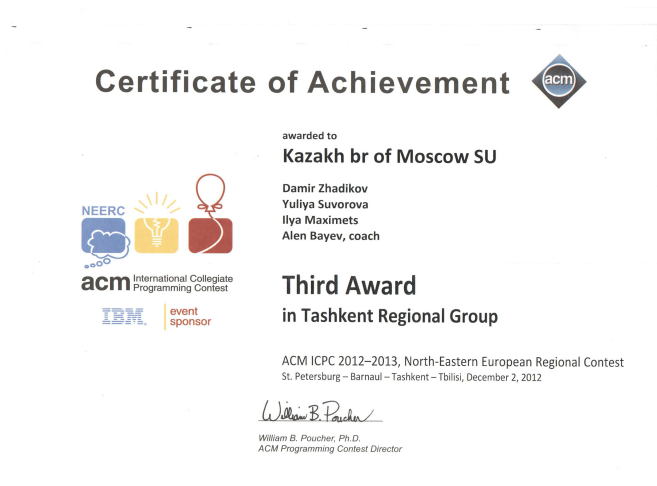 Certificate of Achievement
acm
awarded to
Kazakh br of Moscow SU
Damir Zhadikov
Yuliya Suvorova
Ilya Maximets
Alen Bayev, coach
NEERC
acm International Collegiate
Programming Contest
IBM.
event
sponsor
Third Award
in Tashkent Regional Group
ACM ICPC 2012–2013, North-Eastern European Regional Contest
St. Petersburg – Barnaul – Tashkent – Tbilisi, December 2, 2012
William B. Poucher
William B. Poucher, Ph.D.
ACM Programming Contest Director